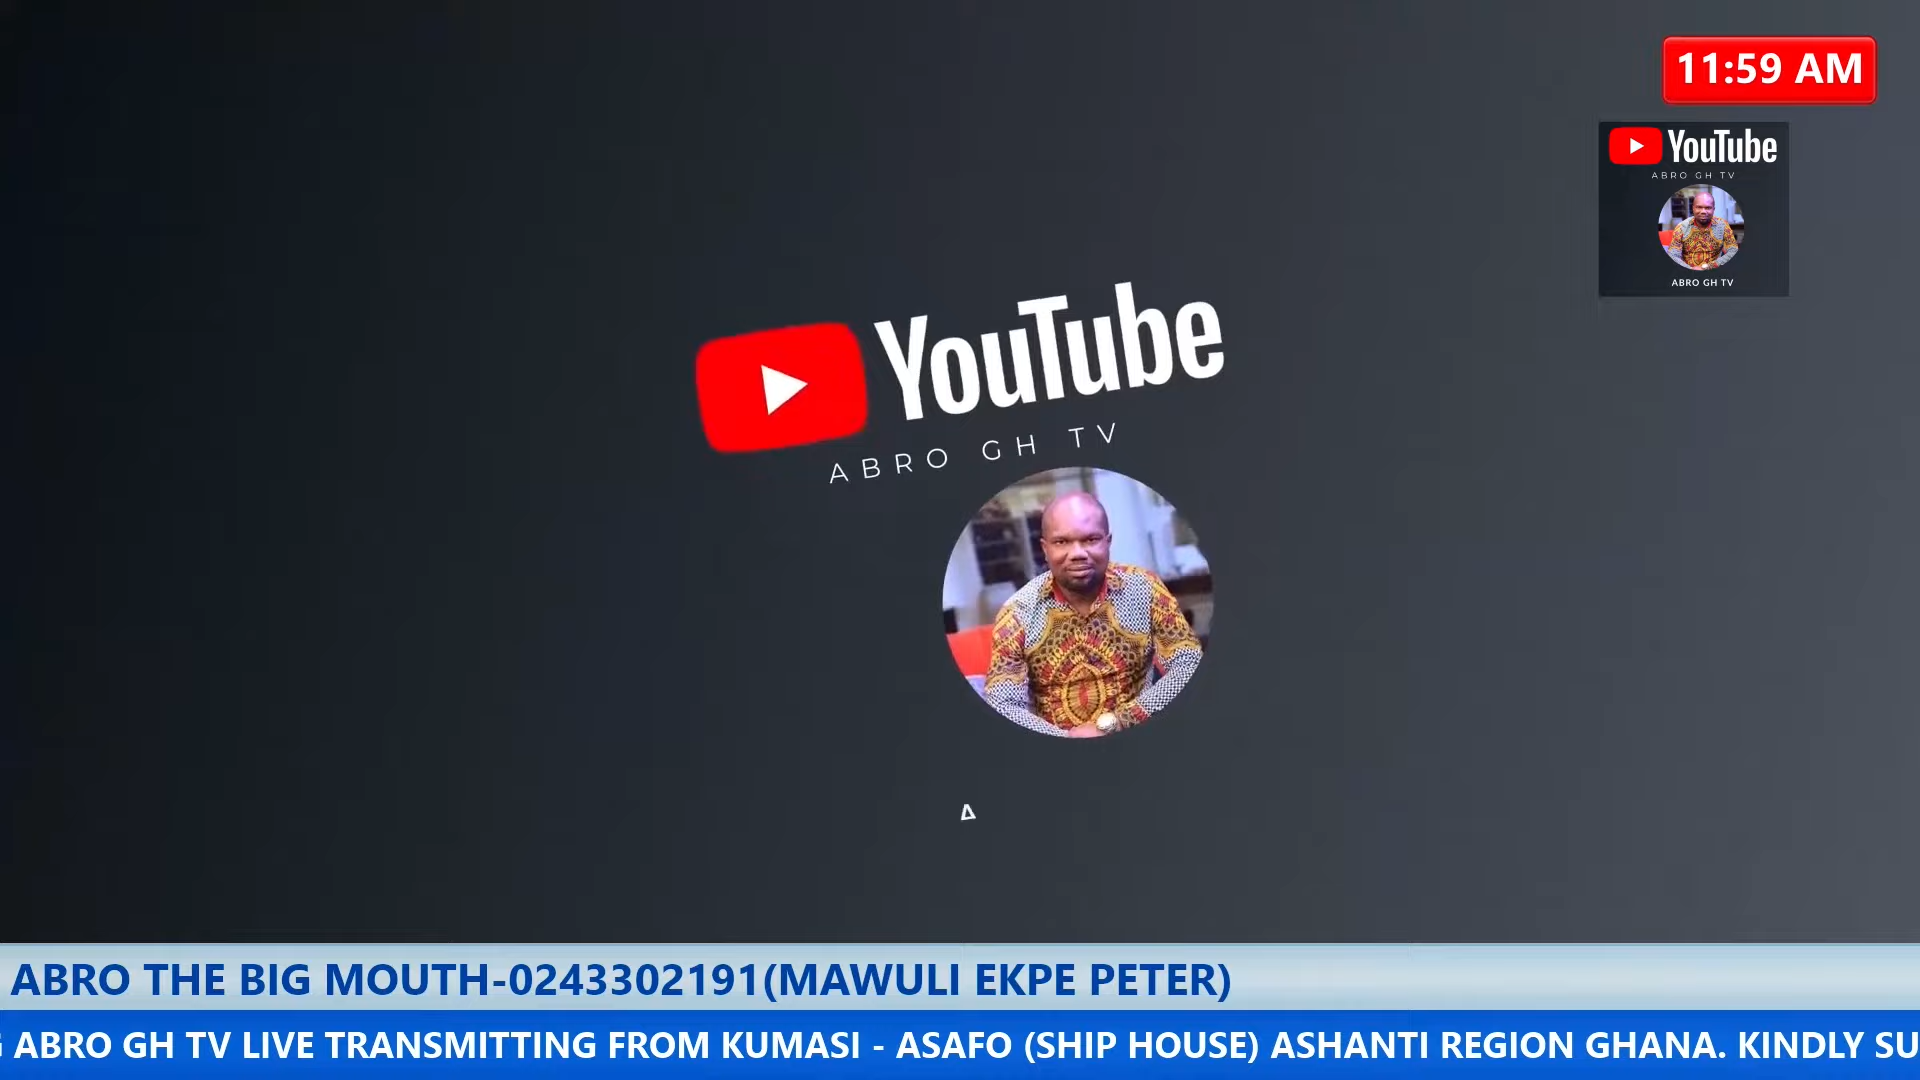 11:59 AM
YouTube
ABRO GH TV
ABRO GH TV
YouTube
ABRO GH TV
ABRO THE BIG MOUTH-0243302191(MAWULI EKPE PETER)
ABRO GH TV LIVE TRANSMITTING FROM KUMASI - ASAFO (SHIP HOUSE) ASHANTI REGION GHANA. KINDLY SU